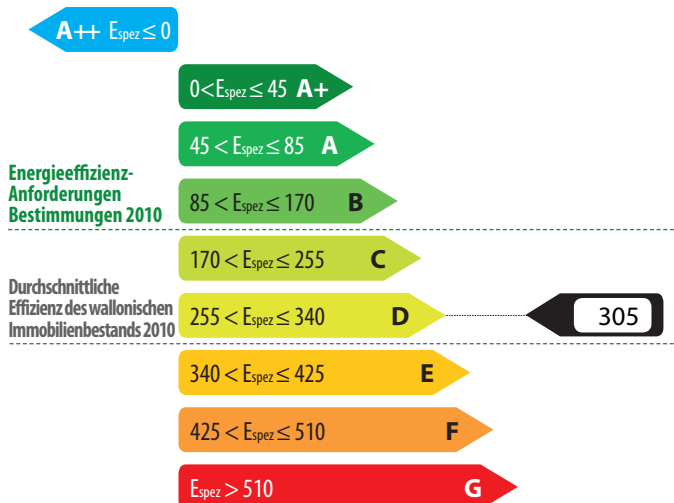 A++ Espez ≤ 0
0 < Espez ≤ 45 A+
45 < Espez ≤ 85 A
Energieeffizienz-
Anforderungen
Bestimmungen 2010
85 < Espez ≤ 170 B
170 < Espez ≤ 255 C
Durchschnittliche
Effizienz des wallonischen
Immobilienbestands 2010
255 < Espez ≤ 340 D
305
340 < Espez ≤ 425 E
425 < Espez ≤ 510 F
Espez > 510 G